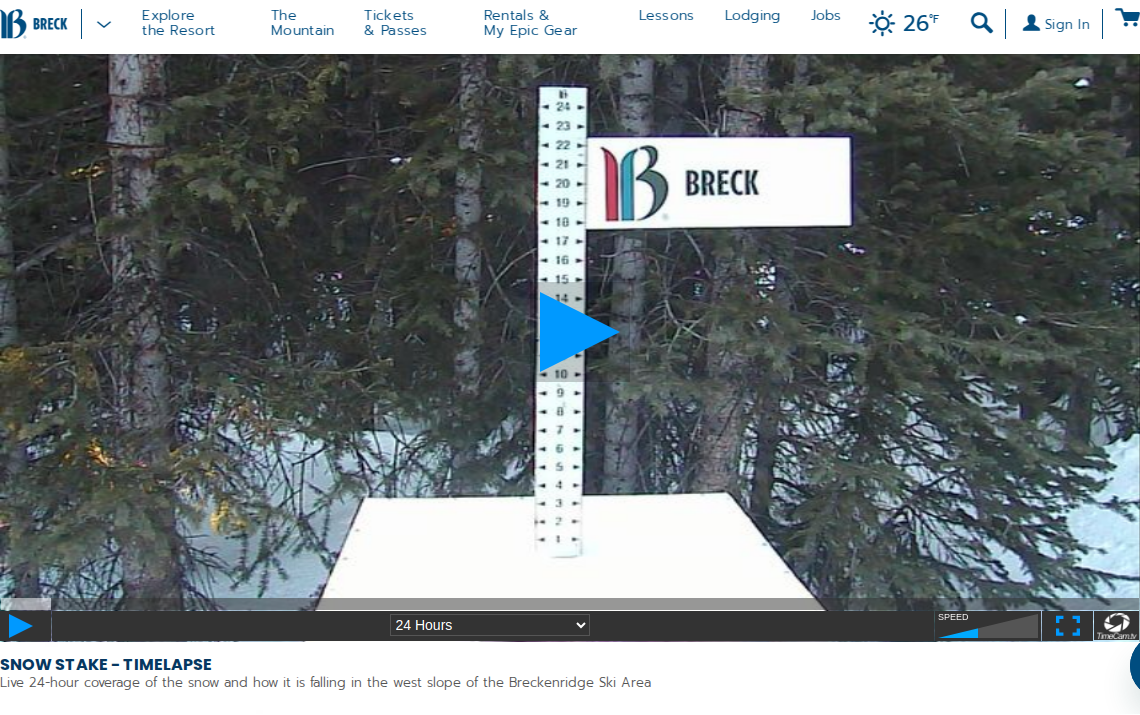 BRECK
Explore
the Resort
The
Mountain
Tickets
& Passes
Rentals &
My Epic Gear
Lessons
Lodging
Jobs
26°F
Sign In
24
23
22
21
20
19
18
17
16
15
14
10
9
8
7
6
5
4
3
2
1
BRECK
24 Hours
SPEED
TimeCam.tv
SNOW STAKE - TIMELAPSE
Live 24-hour coverage of the snow and how it is falling in the west slope of the Breckenridge Ski Area